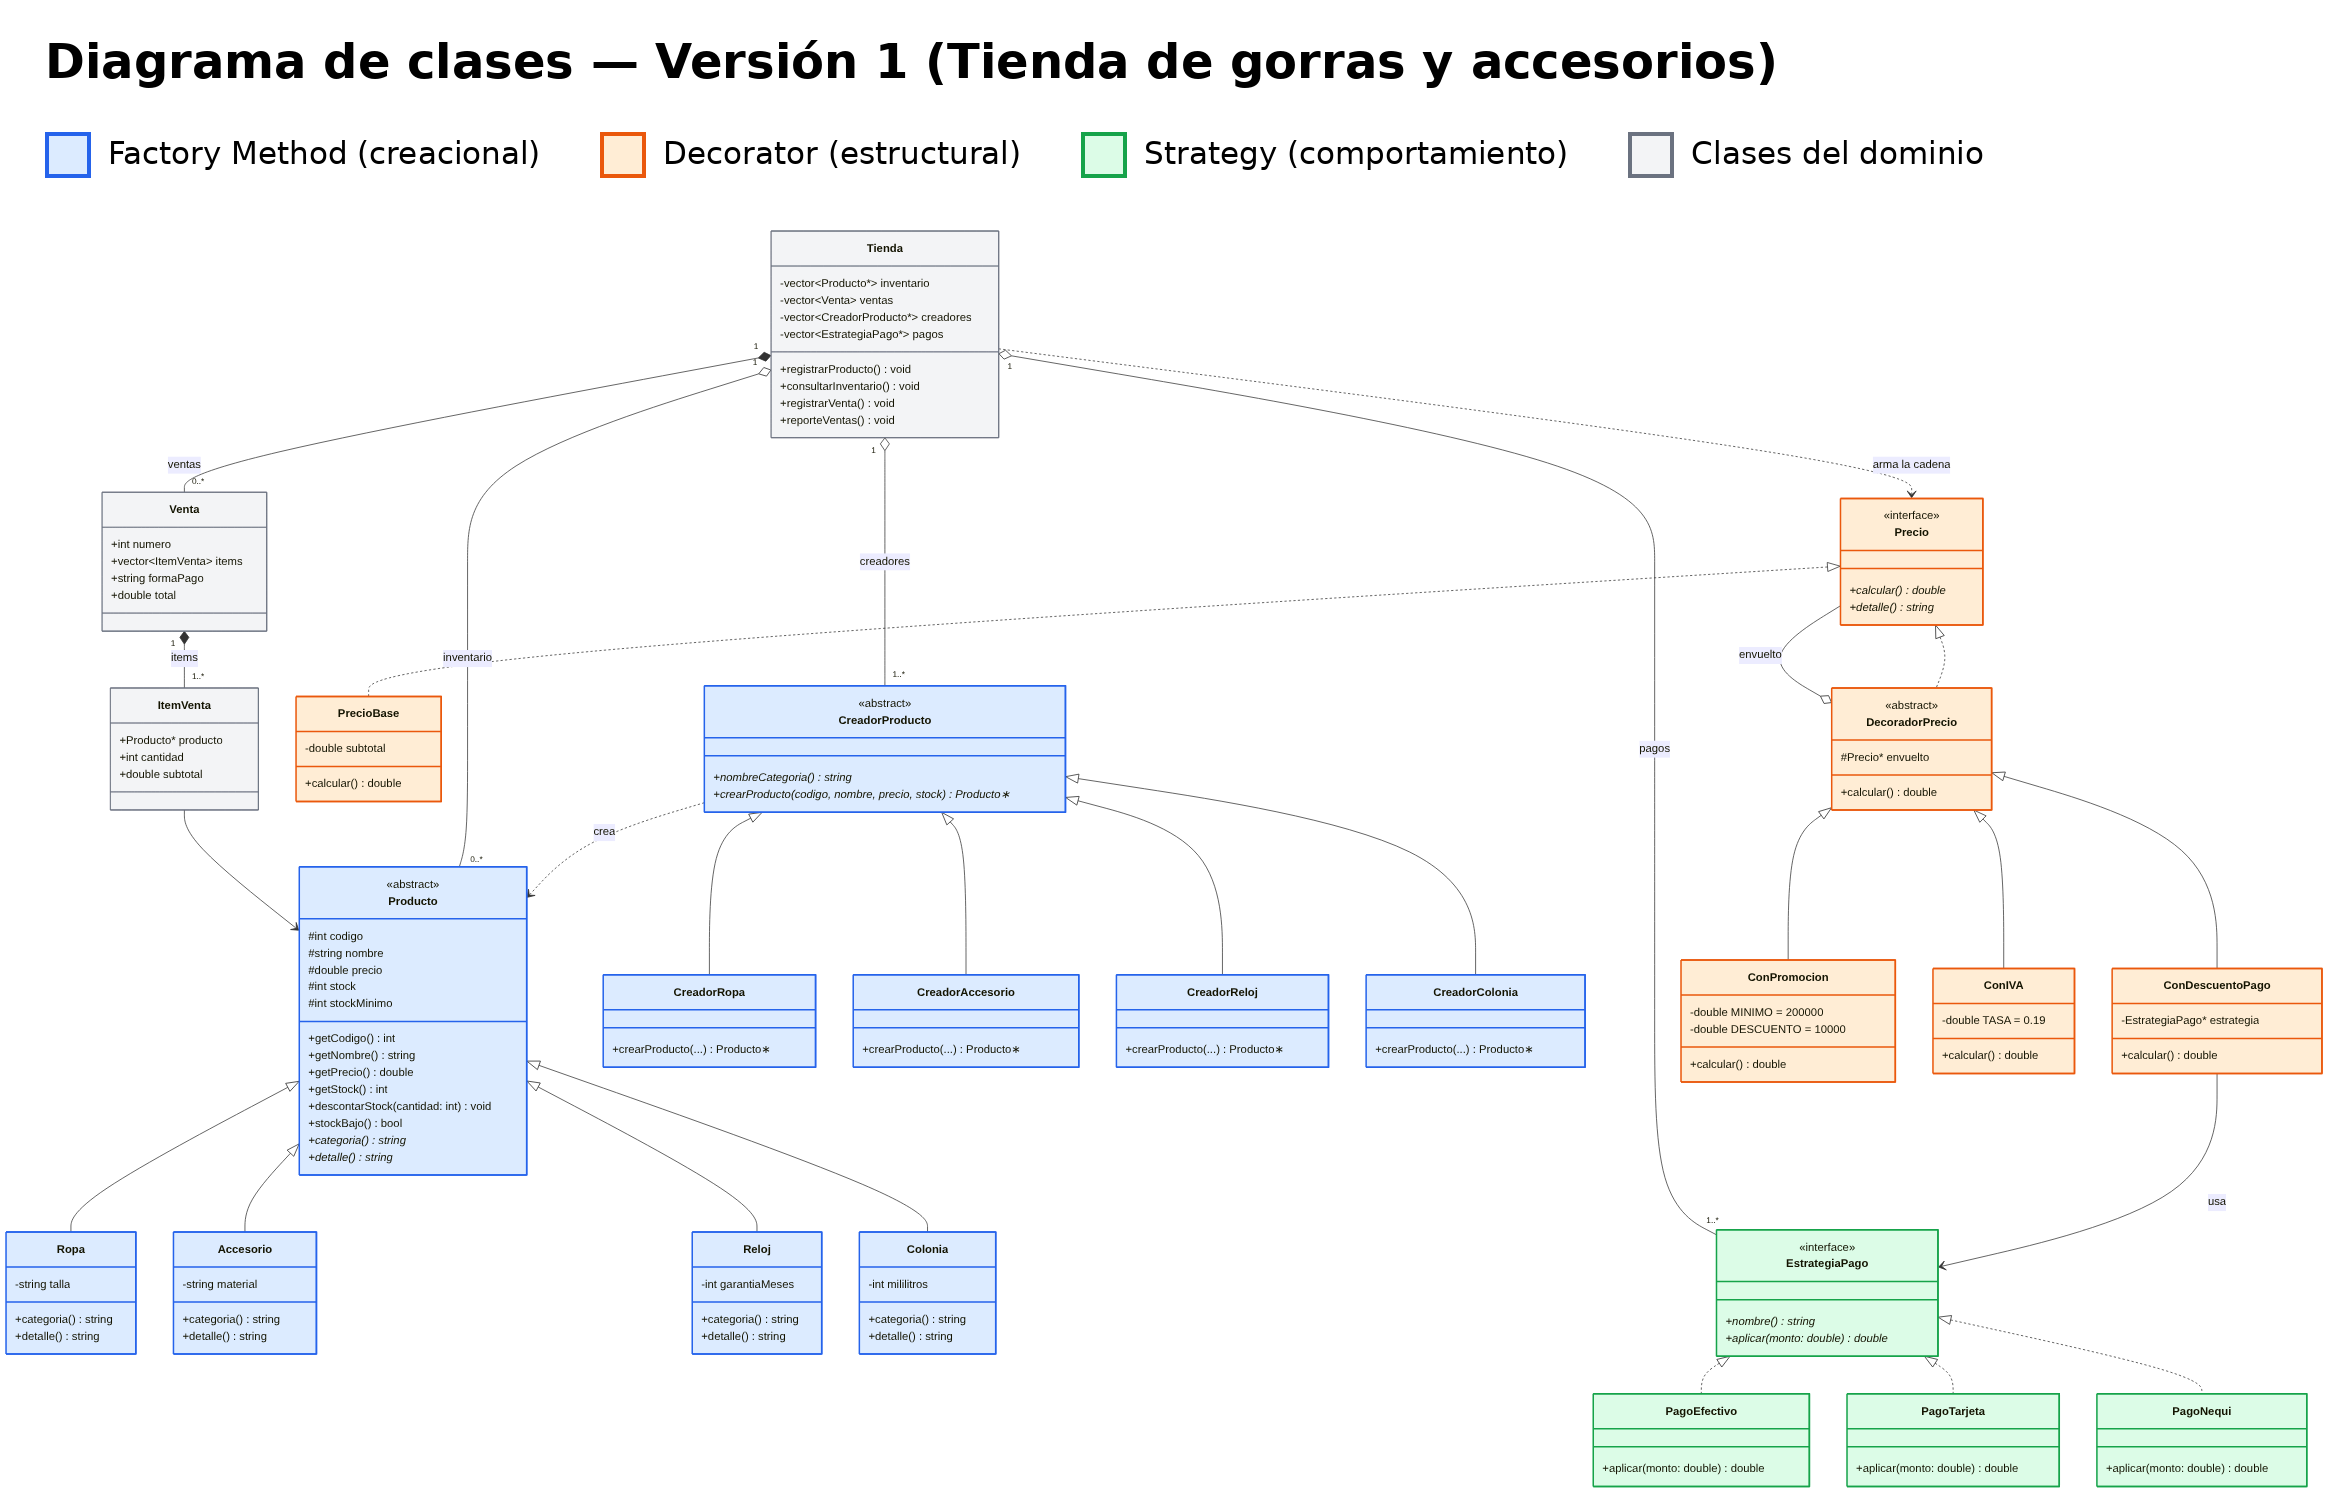 Diagrama de clases — Versión 1 (Tienda de gorras y accesorios)
Factory Method (creacional)
Decorator (estructural)
Strategy (comportamiento)
Clases del dominio
Tienda
-vector<Producto*> inventario
-vector<Venta> ventas
-vector<CreadorProducto*> creadores
-vector<EstrategiaPago*> pagos
+registrarProducto() : void
+consultarInventario() : void
+registrarVenta() : void
+reporteVentas() : void
1
1
1
1
ventas
0..*
arma la cadena
Venta
+int numero
+vector<ItemVenta> items
+string formaPago
+double total
1
items
1..*
creadores
1..*
inventario
0..*
pagos
1..*
«interface»
Precio
+calcular() : double
+detalle() : string
envuelto
ItemVenta
+Producto* producto
+int cantidad
+double subtotal
PrecioBase
-double subtotal
+calcular() : double
«abstract»
CreadorProducto
+nombreCategoria() : string
+crearProducto(codigo, nombre, precio, stock) : Producto∗
crea
«abstract»
DecoradorPrecio
#Precio* envuelto
+calcular() : double
«abstract»
Producto
#int codigo
#string nombre
#double precio
#int stock
#int stockMinimo
+getCodigo() : int
+getNombre() : string
+getPrecio() : double
+getStock() : int
+descontarStock(cantidad: int) : void
+stockBajo() : bool
+categoria() : string
+detalle() : string
CreadorRopa
+crearProducto(...) : Producto∗
CreadorAccesorio
+crearProducto(...) : Producto∗
CreadorReloj
+crearProducto(...) : Producto∗
CreadorColonia
+crearProducto(...) : Producto∗
ConPromocion
-double MINIMO = 200000
-double DESCUENTO = 10000
+calcular() : double
ConIVA
-double TASA = 0.19
+calcular() : double
ConDescuentoPago
-EstrategiaPago* estrategia
+calcular() : double
usa
Ropa
-string talla
+categoria() : string
+detalle() : string
Accesorio
-string material
+categoria() : string
+detalle() : string
Reloj
-int garantiaMeses
+categoria() : string
+detalle() : string
Colonia
-int mililitros
+categoria() : string
+detalle() : string
«interface»
EstrategiaPago
+nombre() : string
+aplicar(monto: double) : double
PagoEfectivo
+aplicar(monto: double) : double
PagoTarjeta
+aplicar(monto: double) : double
PagoNequi
+aplicar(monto: double) : double